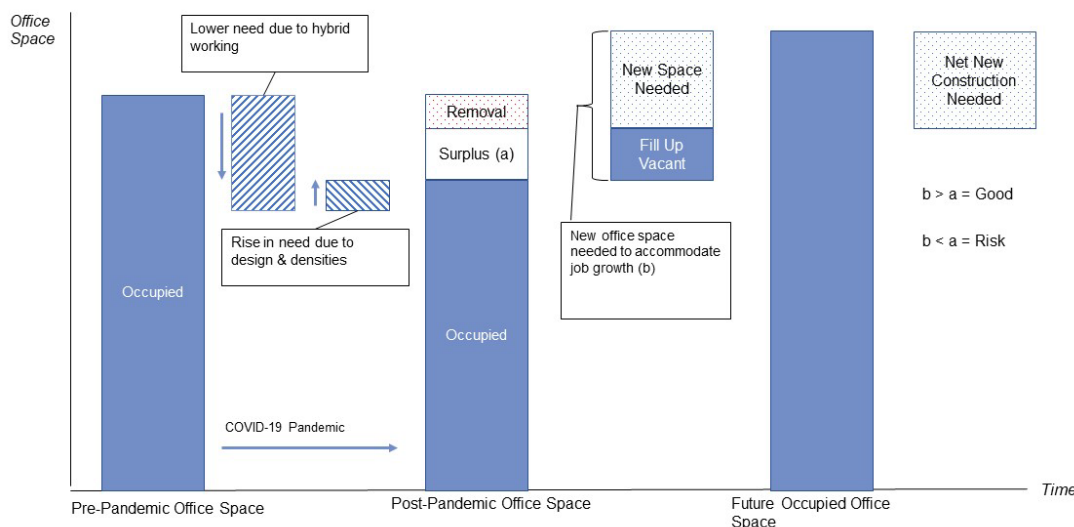 Office
Space
Lower need due to hybrid
working
Removal
Surplus (a)
New Space
Needed
Fill Up
Vacant
Net New
Construction
Needed
Rise in need due to
design & densities
New office space
needed to accommodate
job growth (b)
b > a = Good
b < a = Risk
Occupied
Occupied
COVID-19 Pandemic
Time
Pre-Pandemic Office Space
Post-Pandemic Office Space
Future Occupied Office
Space